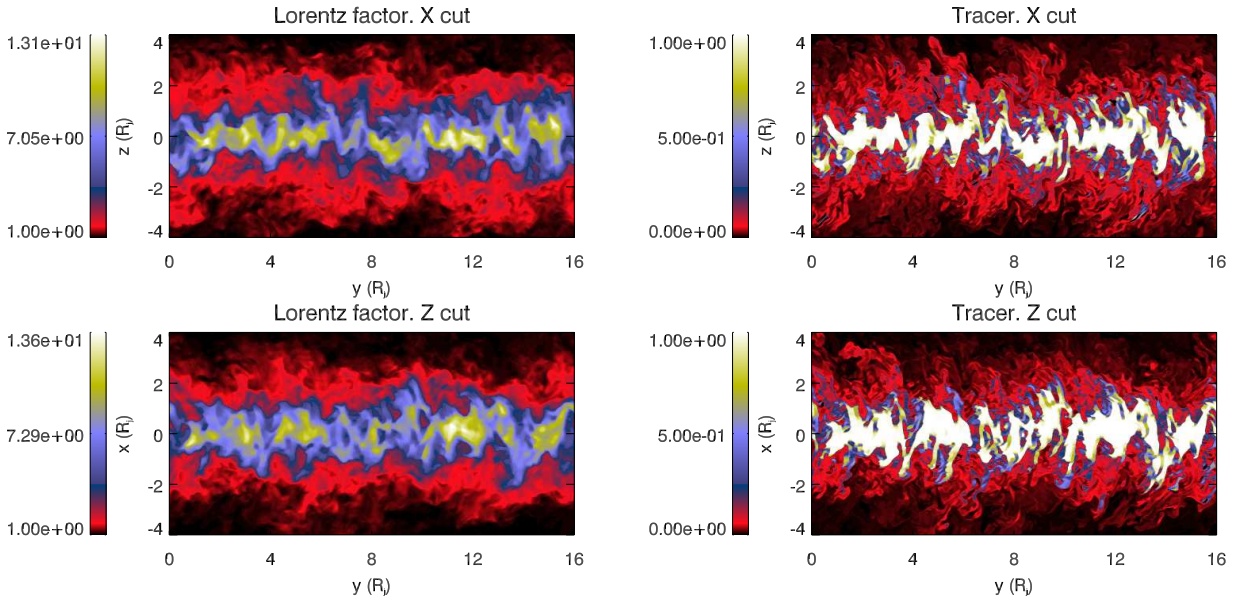 Lorentz factor. X cut
1.31e+01
7.05e+00
1.00e+00
z (Rj)
4
2
0
-2
-4
0 4 8 12 16
y (Rj)
Tracer. X cut
1.00e+00
5.00e-01
0.00e+00
z (Rj)
4
2
0
-2
-4
0 4 8 12 16
y (Rj)
Lorentz factor. Z cut
1.36e+01
7.29e+00
1.00e+00
x (Rj)
4
2
0
-2
-4
0 4 8 12 16
y (Rj)
Tracer. Z cut
1.00e+00
5.00e-01
0.00e+00
x (Rj)
4
2
0
-2
-4
0 4 8 12 16
y (Rj)